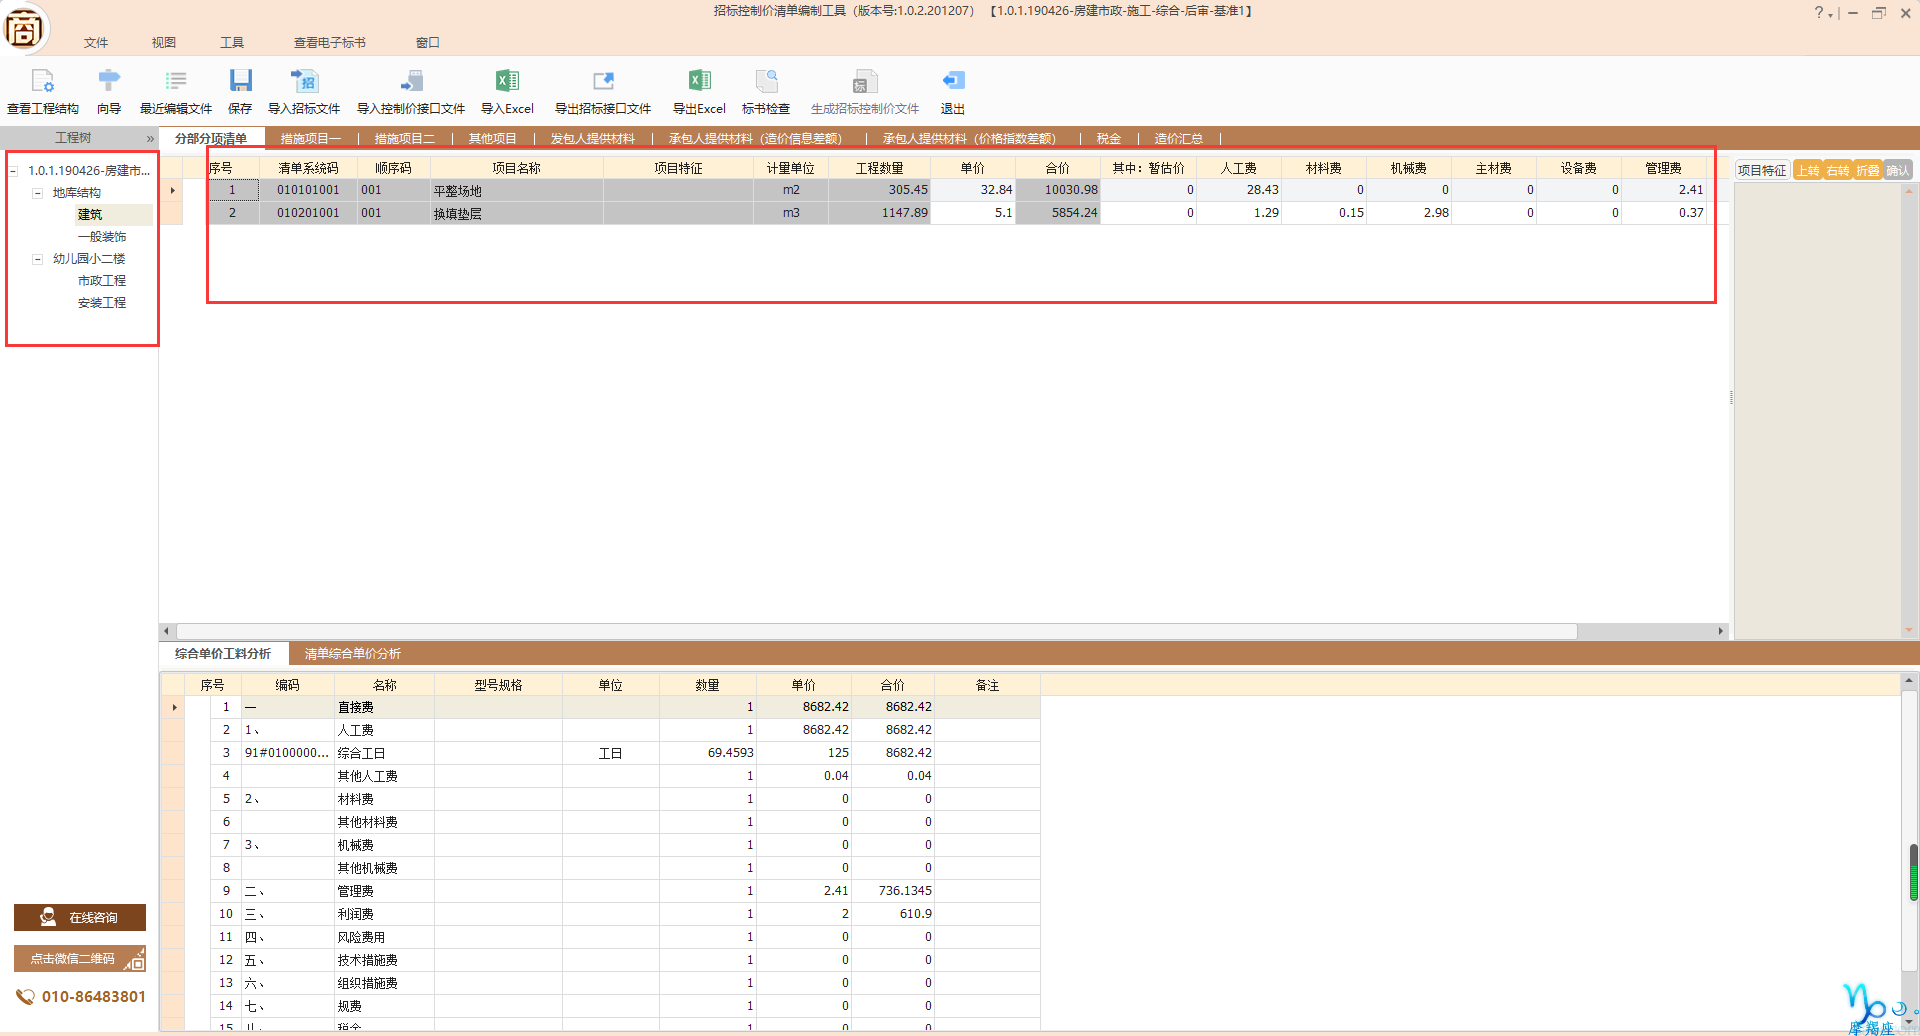 招标控制价清单编制工具（版本号:1.0.2.201207） 【1.0.1.190426-房建市政-施工-综合-后审-基准1】
商
文件 视图 工具 查看电子标书 窗口
查看工程结构 向导 最近编辑文件 保存 导入招标文件 导入控制价接口文件 导入Excel 导出招标接口文件 导出Excel 标书检查 生成招标控制价文件 退出
工程树 »
分部分项清单 措施项目一 措施项目二 其他项目 发包人提供材料 承包人提供材料（造价信息差额） 承包人提供材料（价格指数差额） 税金 造价汇总
1.0.1.190426-房建市...
地库结构
建筑
一般装饰
幼儿园小二楼
市政工程
安装工程
序号 清单系统码 顺序码 项目名称 项目特征 计量单位 工程数量 单价 合价 其中：暂估价 人工费 材料费 机械费 主材费 设备费 管理费
1 010101001 001 平整场地 m2 305.45 32.84 10030.98 0 28.43 0 0 0 0 2.41
2 010201001 001 换填垫层 m3 1147.89 5.1 5854.24 0 1.29 0.15 2.98 0 0 0.37
项目特征 上转 右转 折叠 确认
综合单价工料分析 清单综合单价分析
序号 编码 名称 型号规格 单位 数量 单价 合价 备注
1 一 直接费 1 8682.42 8682.42
2 1、 人工费 1 8682.42 8682.42
3 91#0100000... 综合工日 工日 69.4593 125 8682.42
4 其他人工费 1 0.04 0.04
5 2、 材料费 1 0 0
6 其他材料费 1 0 0
7 3、 机械费 1 0 0
8 其他机械费 1 0 0
9 二、 管理费 1 2.41 736.1345
10 三、 利润费 1 2 610.9
11 四、 风险费用 1 0 0
12 五、 技术措施费 1 0 0
13 六、 组织措施费 1 0 0
14 七、 规费 1 0 0
15 八、 税金 1 0 0
在线咨询
点击微信二维码
010-86483801
摩羯座